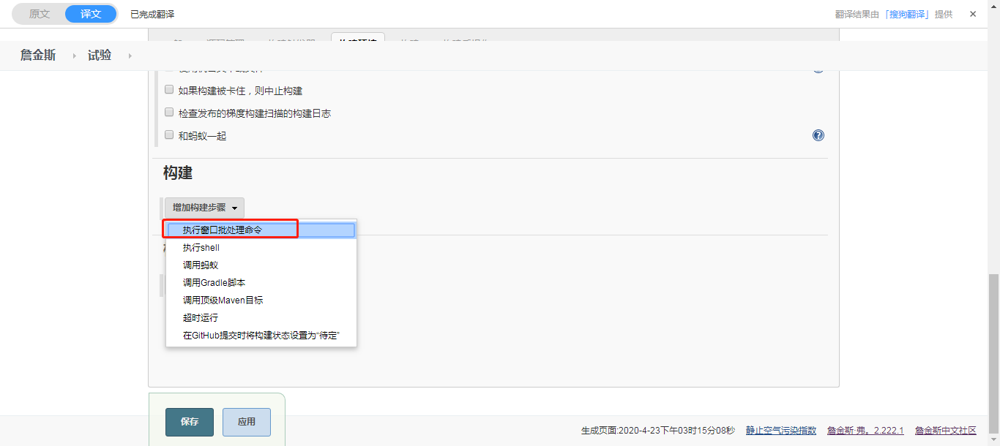 原文 译文 已完成翻译 翻译结果由「搜狗翻译」提供 ×
詹金斯 试验
如果构建被卡住，则中止构建
检查发布的梯度构建扫描的构建日志
和蚂蚁一起
构建
增加构建步骤
执行窗口批处理命令
执行shell
调用蚂蚁
调用Gradle脚本
调用顶级Maven目标
超时运行
在GitHub提交时将构建状态设置为“待定”
保存 应用
生成页面:2020-4-23下午03时15分08秒 静止空气污染指数 詹金斯·弗。2.222.1 詹金斯中文社区